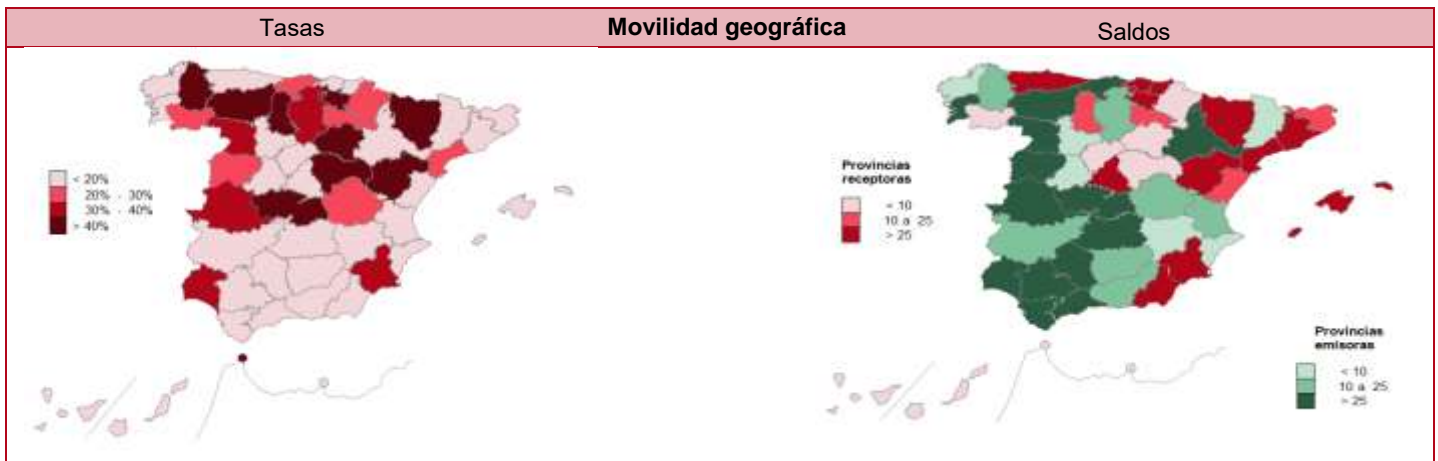 Tasas
Movilidad geográfica
Saldos
< 20%
20% - 30%
30% - 40%
> 40%
Provincias
receptoras
< 10
10 a 25
> 25
Provincias
emisoras
< 10
10 a 25
> 25